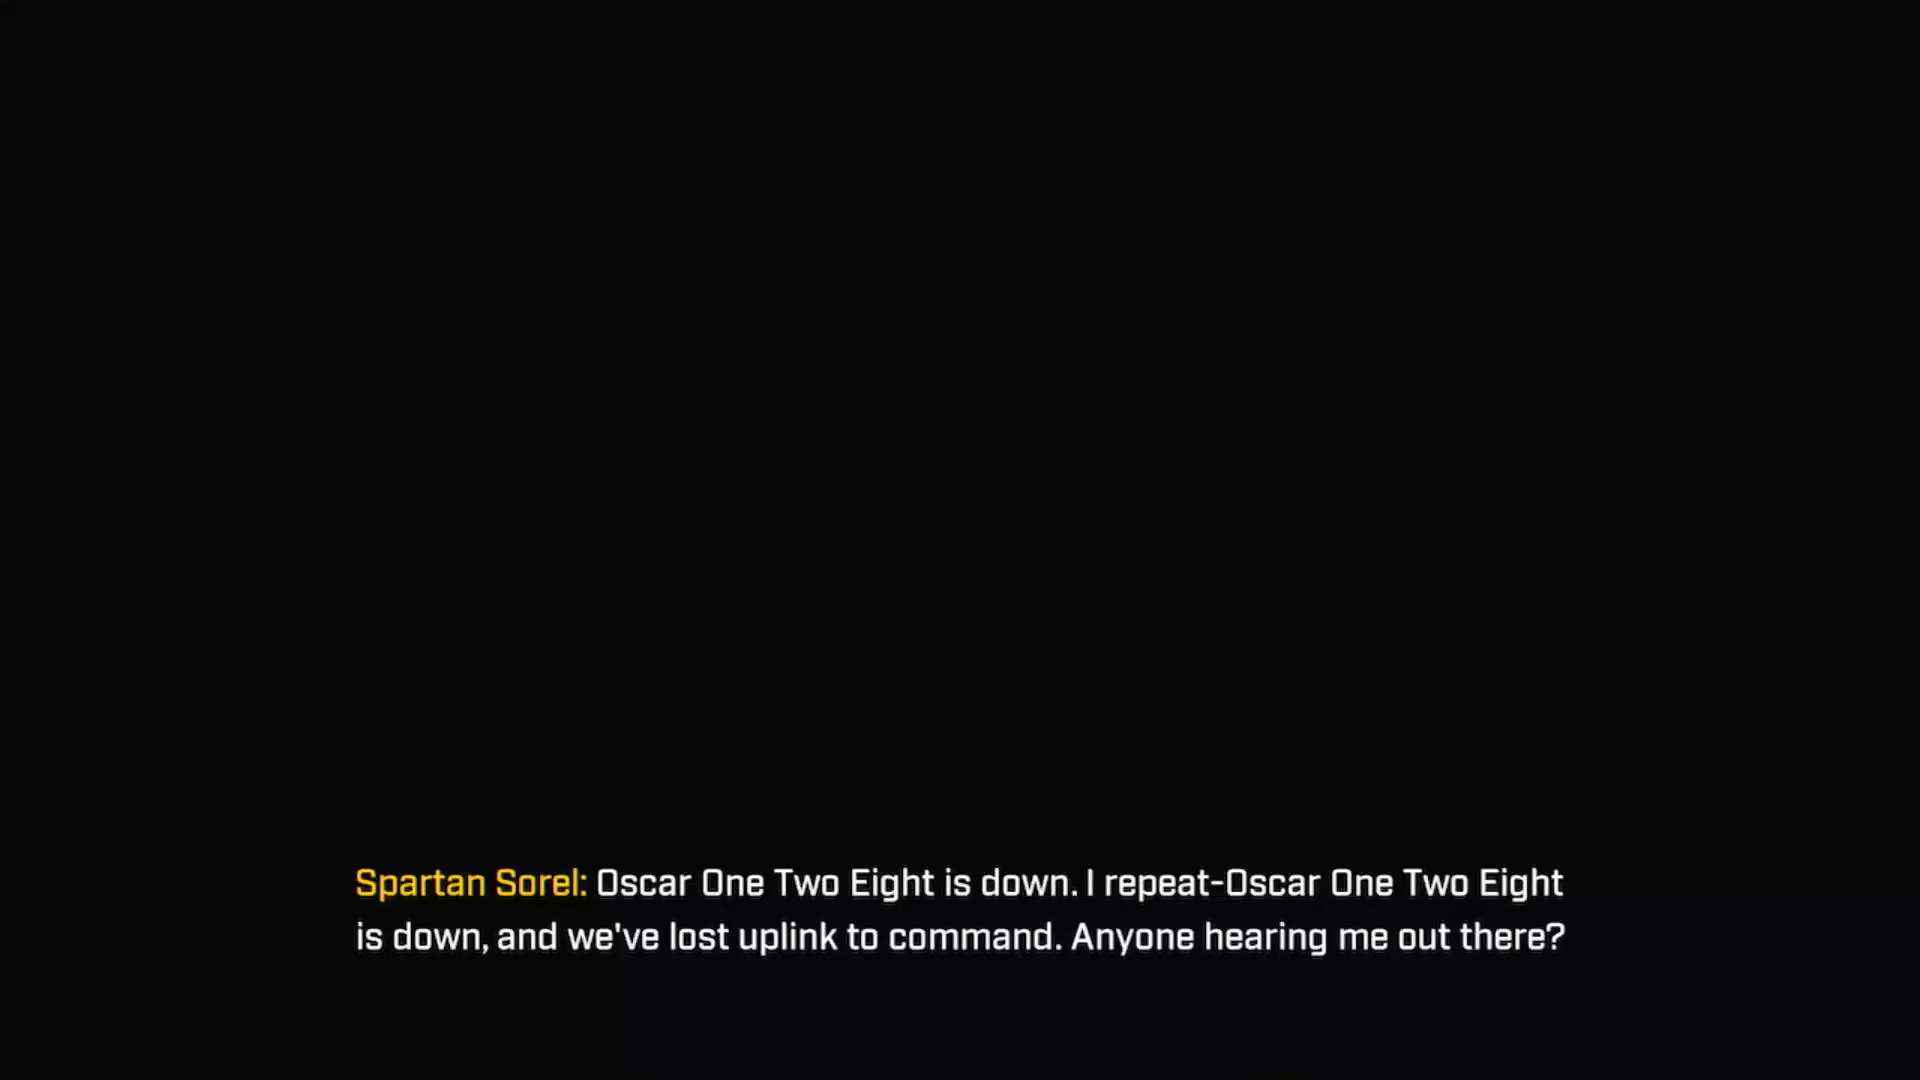 Spartan Sorel: Oscar One Two Eight is down. I repeat-Oscar One Two Eight
is down, and we've lost uplink to command. Anyone hearing me out there?